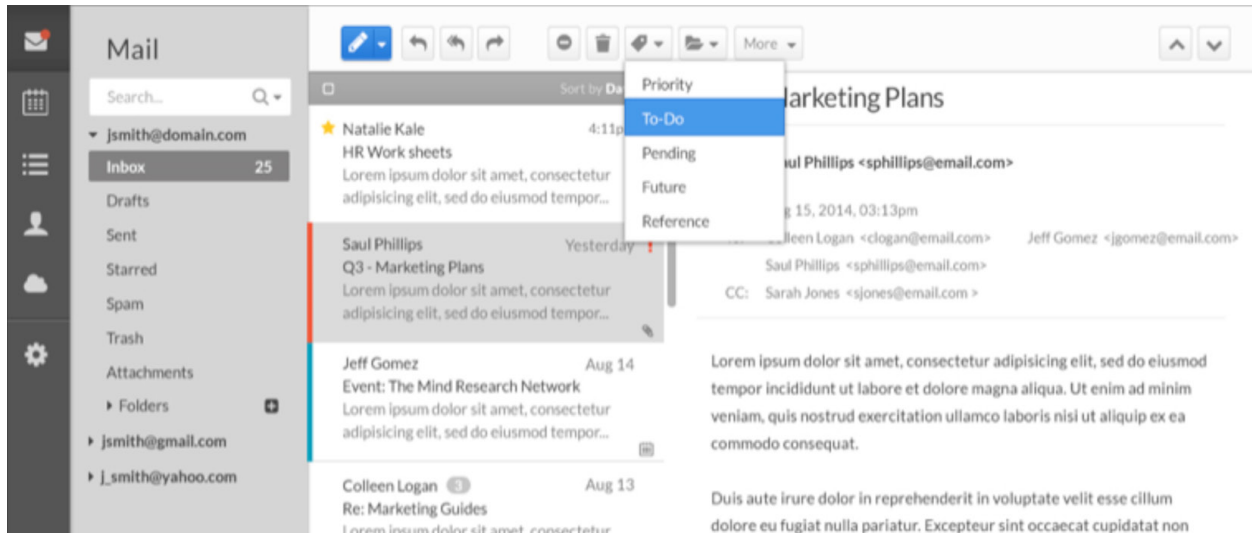 Mail
Search...
jsmith@domain.com
Inbox 25
Drafts
Sent
Starred
Spam
Trash
Attachments
Folders
jsmith@gmail.com
j_smith@yahoo.com
More
Sort by
Priority
To-Do
Pending
Future
Reference
Natalie Kale
HR Work sheets
Lorem ipsum dolor sit amet, consectetur
adipisicing elit, sed do eiusmod tempor...
Saul Phillips Yesterday
Q3 - Marketing Plans
Lorem ipsum dolor sit amet, consectetur
adipisicing elit, sed do eiusmod tempor...
Jeff Gomez Aug 14
Event: The Mind Research Network
Lorem ipsum dolor sit amet, consectetur
adipisicing elit, sed do eiusmod tempor...
Colleen Logan 3 Aug 13
Re: Marketing Guides
Plans
Phillips <sphillips@email.com>
15, 2014, 03:13pm
Logan <clogan@email.com> Jeff Gomez <jgomez@email.com>
Saul Phillips <sphillips@email.com>
CC: Sarah Jones <sjones@email.com >
Lorem ipsum dolor sit amet, consectetur adipisicing elit, sed do eiusmod
tempor incididunt ut labore et dolore magna aliqua. Ut enim ad minim
veniam, quis nostrud exercitation ullamco laboris nisi ut aliquip ex ea
commodo consequat.
Duis aute irure dolor in reprehenderit in voluptate velit esse cillum
dolore eu fugiat nulla pariatur. Excepteur sint occaecat cupidatat non